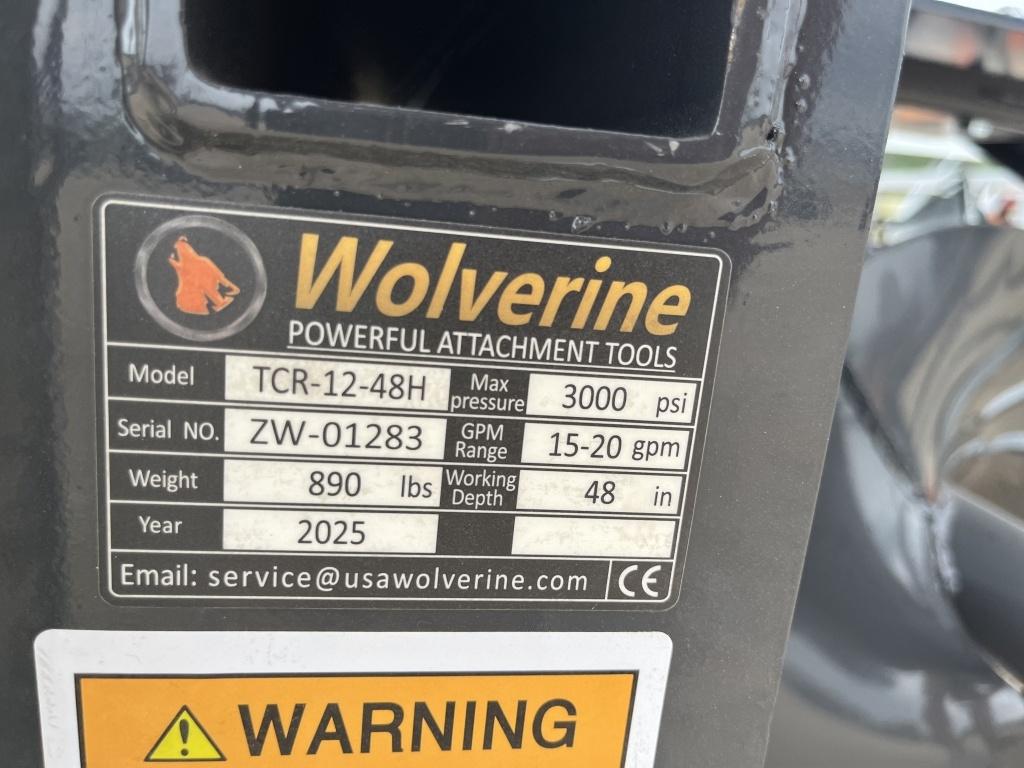 Wolverine
POWERFUL ATTACHMENT TOOLS
Model TCR-12-48H Max pressure 3000 psi
Serial NO. ZW-01283 GPM Range 15-20 gpm
Weight 890 lbs Working Depth 48 in
Year 2025
Email: service@usawolverine.com CE
WARNING